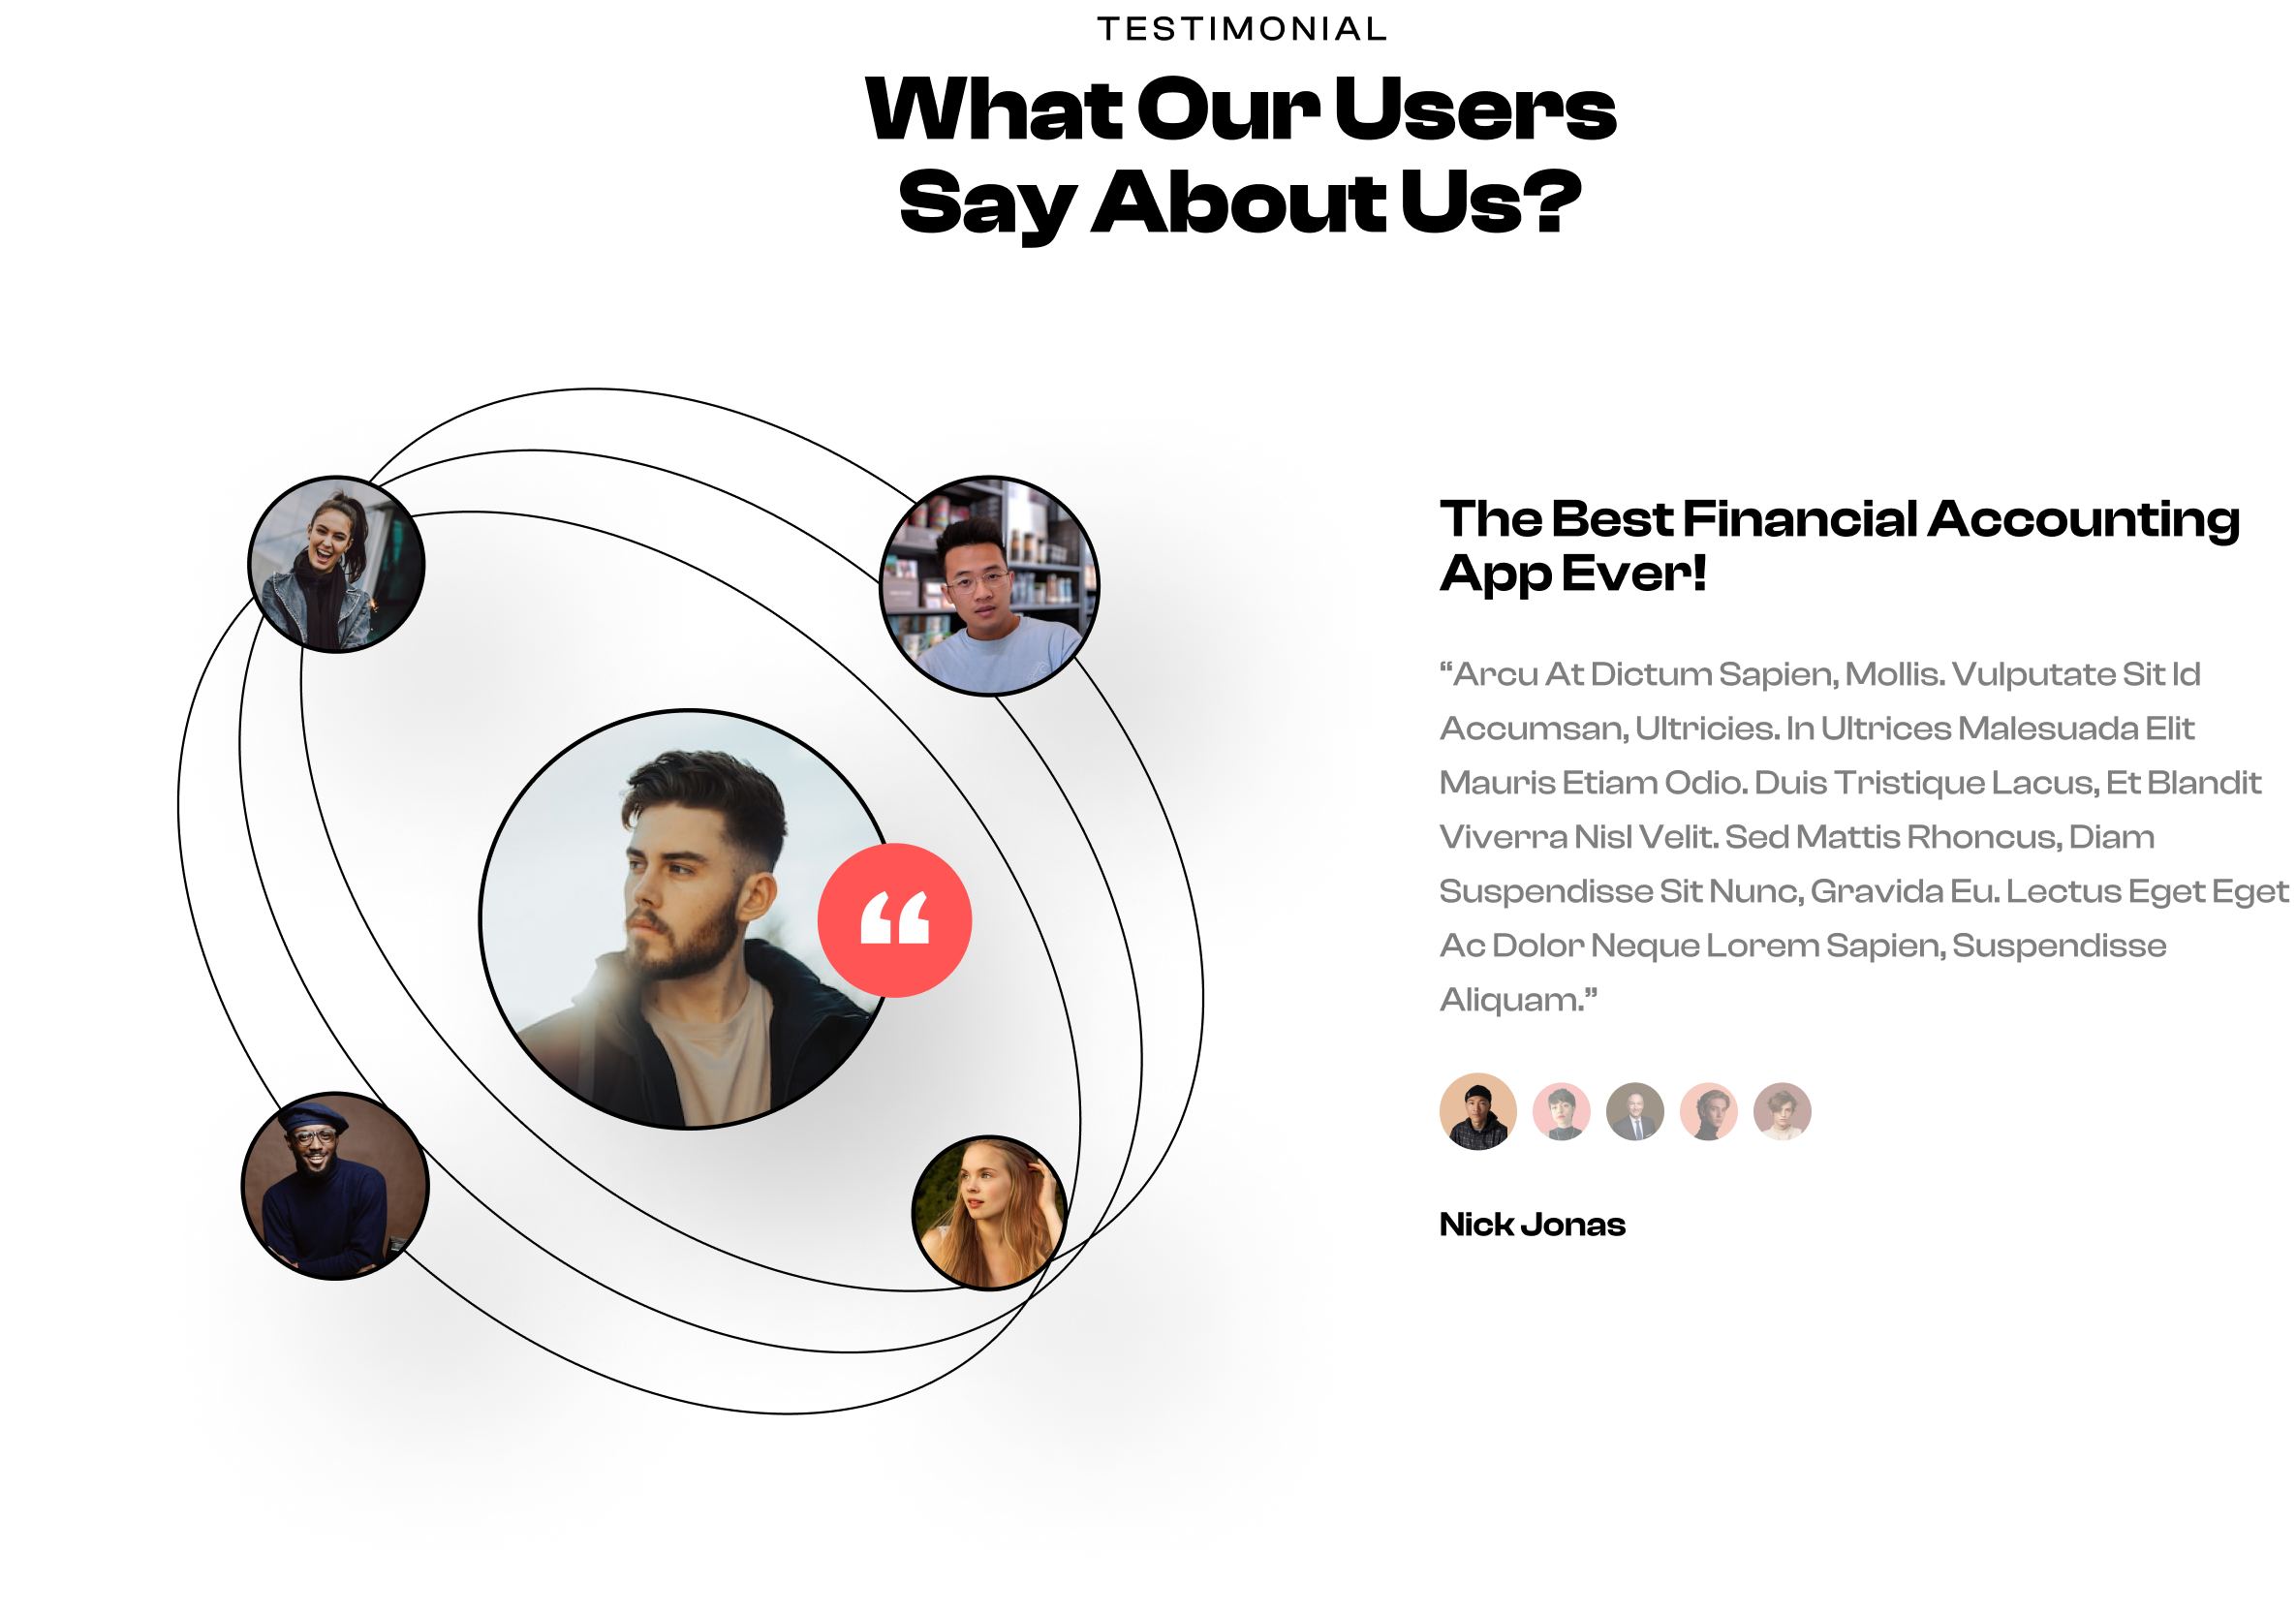 TESTIMONIAL
What Our Users
Say About Us?
The Best Financial Accounting
App Ever!
“Arcu At Dictum Sapien, Mollis. Vulputate Sit Id
Accumsan, Ultricies. In Ultrices Malesuada Elit
Mauris Etiam Odio. Duis Tristique Lacus, Et Blandit
Viverra Nisl Velit. Sed Mattis Rhoncus, Diam
Suspendisse Sit Nunc, Gravida Eu. Lectus Eget Eget
Ac Dolor Neque Lorem Sapien, Suspendisse
Aliquam.”
Nick Jonas